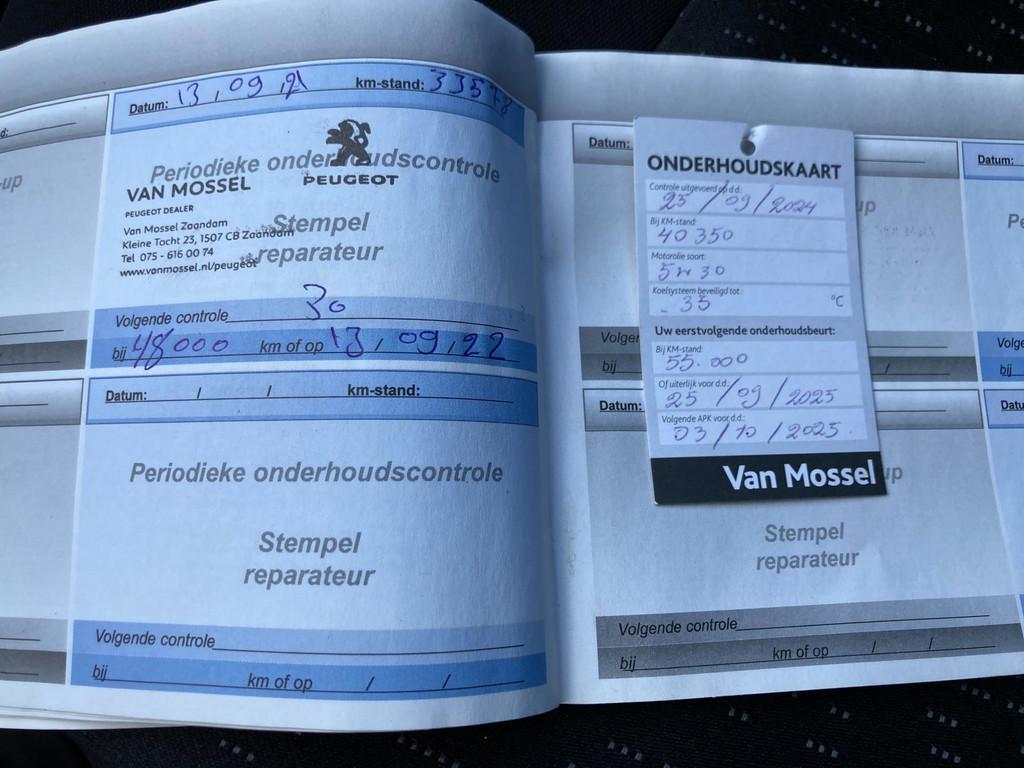 d:
-up
Datum: 13 , 09 , 21 km-stand: 33578
Periodieke onderhoudscontrole
VAN MOSSEL
PEUGEOT
PEUGEOT DEALER
Van Mossel Zaandam
Kleine Tocht 23, 1507 CB Zaandam
Tel 075 - 616 00 74
www.vanmossel.nl/peugeot
Stempel
reparateur
Volgende controle 30
bij 48000 km of op 13 / 09 / 22
Datum: / / km-stand:
Periodieke onderhoudscontrole
Stempel
reparateur
Volgende controle
bij km of op / /
Datum:
up
Volger
bij /
Datum:
up
Stempel
reparateur
Volgende controle
bij km of op / /
ONDERHOUDSKAART
Controle uitgevoerd op d.d.:
25 / 09 / 2024
Bij KM-stand:
40 350
Motorolie soort:
5w 30
Koelsysteem beveiligd tot:
- 35 °C
Uw eerstvolgende onderhoudsbeurt:
Bij KM-stand:
55.000
Of uiterlijk voor d.d.:
25 / 09 / 2025
Volgende APK voor d.d.:
03 / 10 / 2025
Van Mossel
Datum:
Pe
Volge
bij
Datu